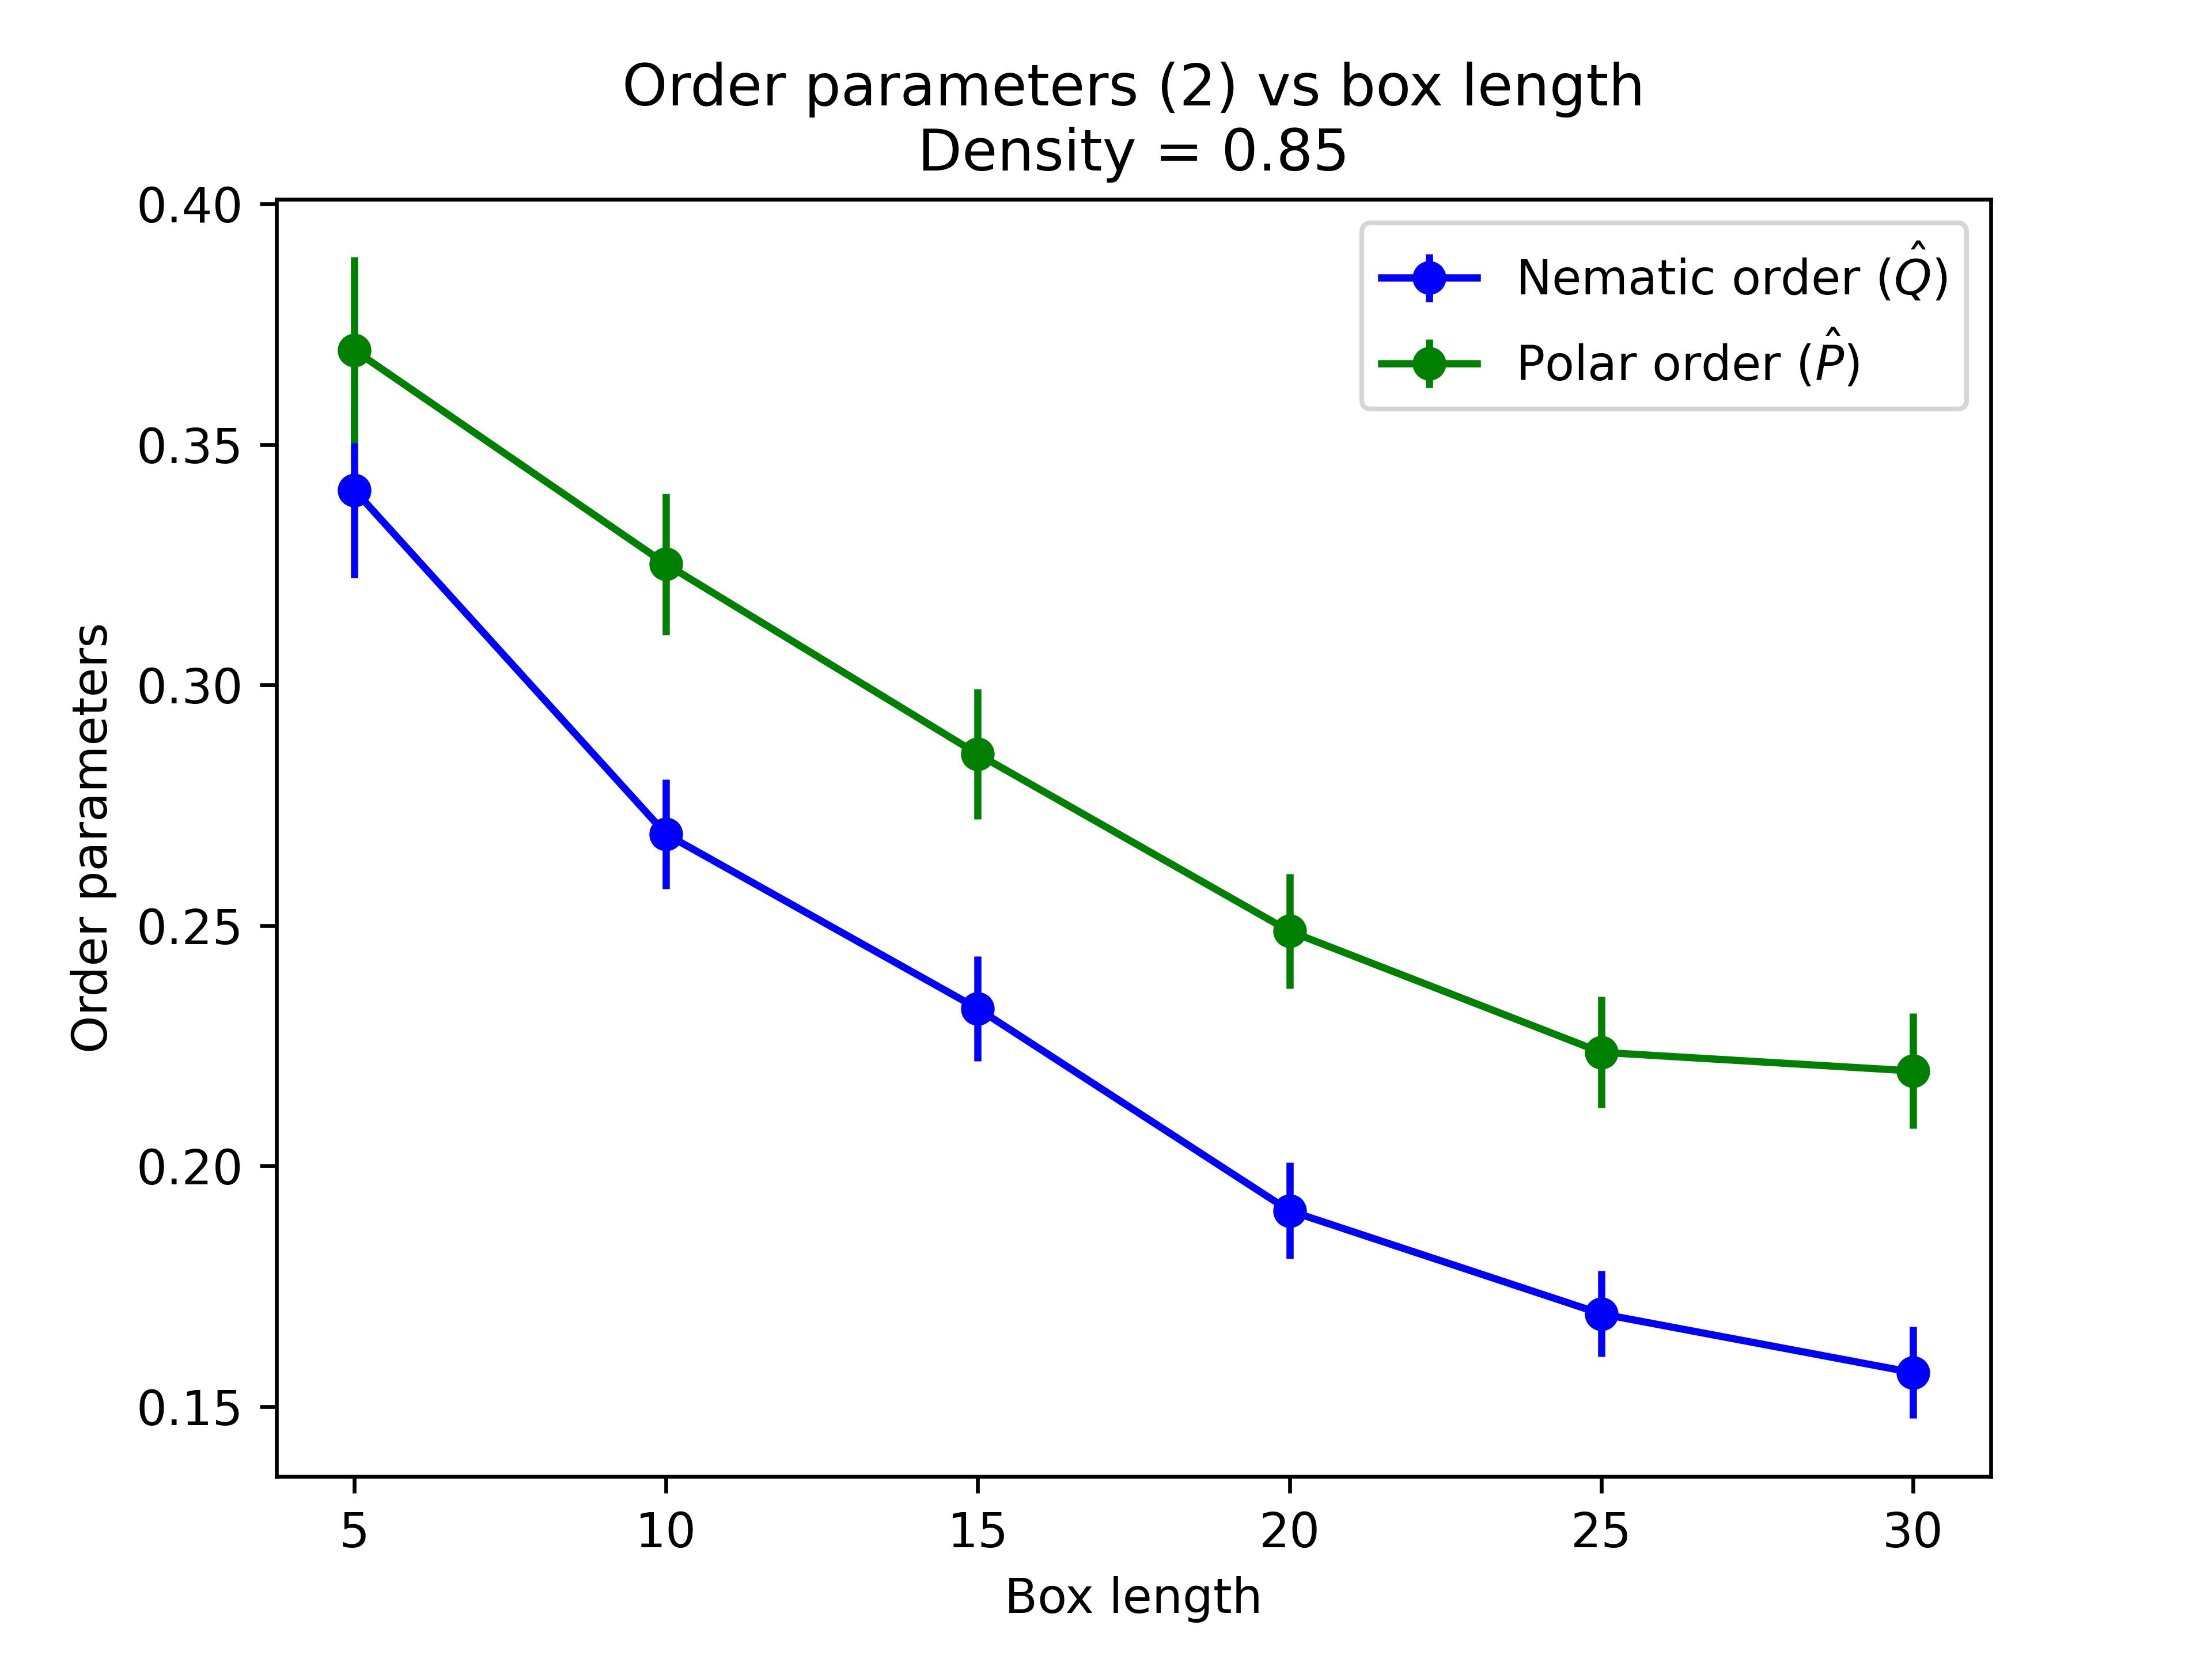 Order parameters (2) vs box length
Density = 0.85
0.40
0.35
0.30
0.25
0.20
0.15
Order parameters
Nematic order (Q̂)
Polar order (P̂)
5 10 15 20 25 30
Box length